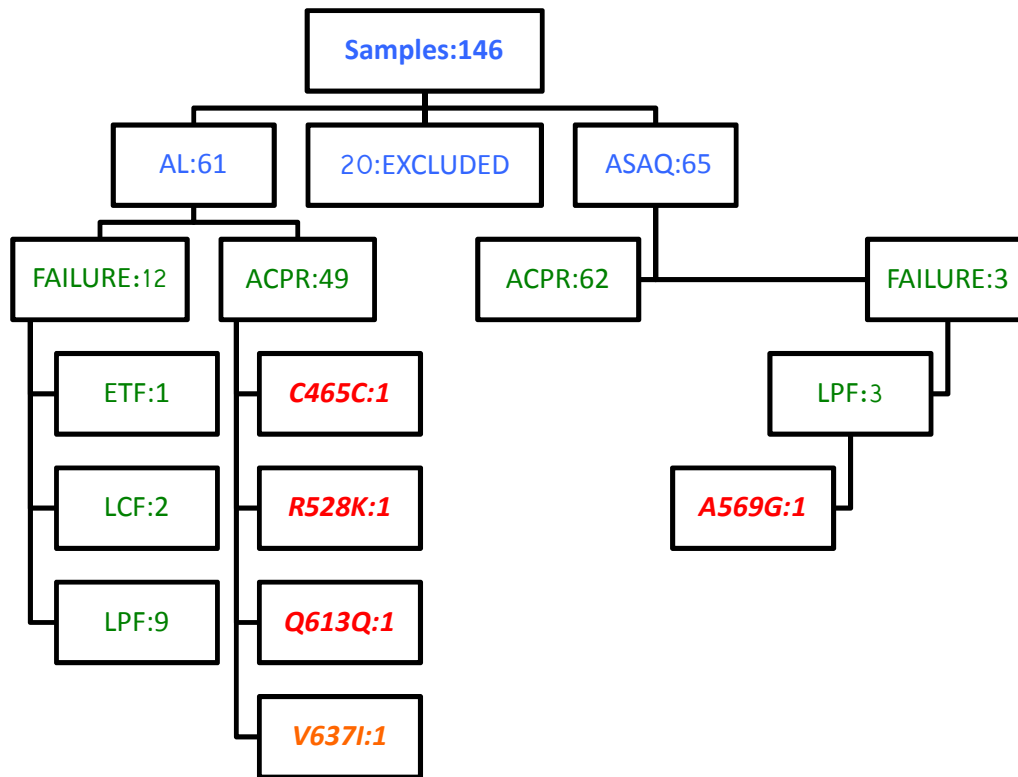 Samples:146
AL:61
20:EXCLUDED
ASAQ:65
FAILURE:12
ACPR:49
ACPR:62
FAILURE:3
ETF:1
C465C:1
LPF:3
LCF:2
R528K:1
A569G:1
LPF:9
Q613Q:1
V637I:1